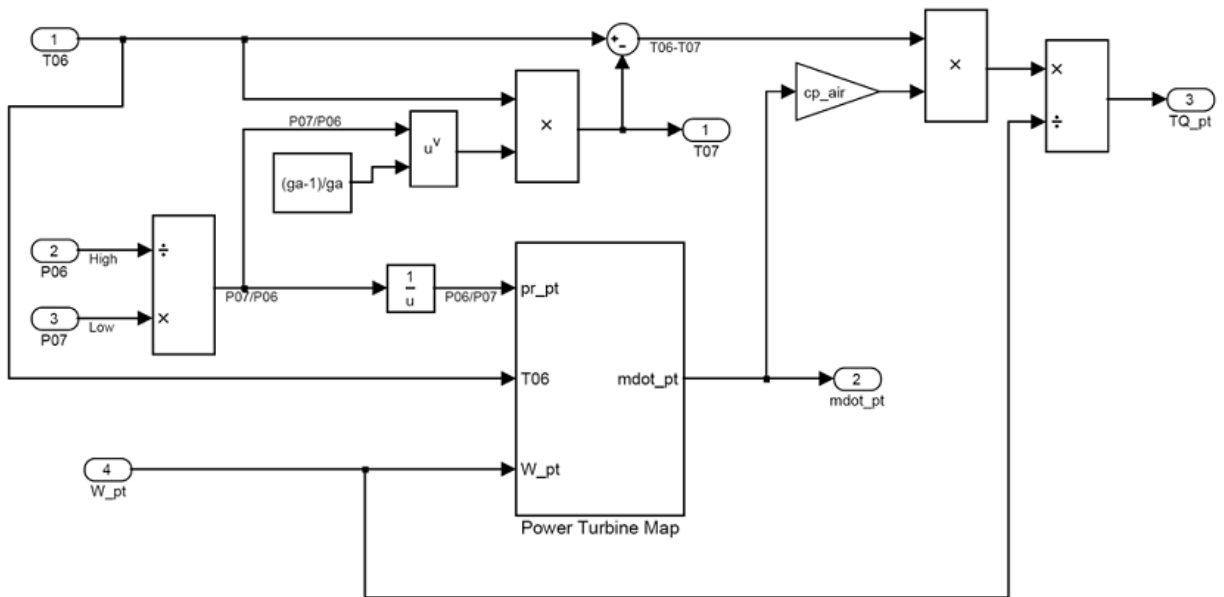 1
T06
+
-
T06-T07
×
cp_air
×
×
÷
3
TQ_pt
P07/P06
u^v
(ga-1)/ga
1
T07
2
P06
High
÷
P07/P06
1
u
P06/P07
pr_pt
3
P07
Low
×
T06
mdot_pt
2
mdot_pt
4
W_pt
W_pt
Power Turbine Map